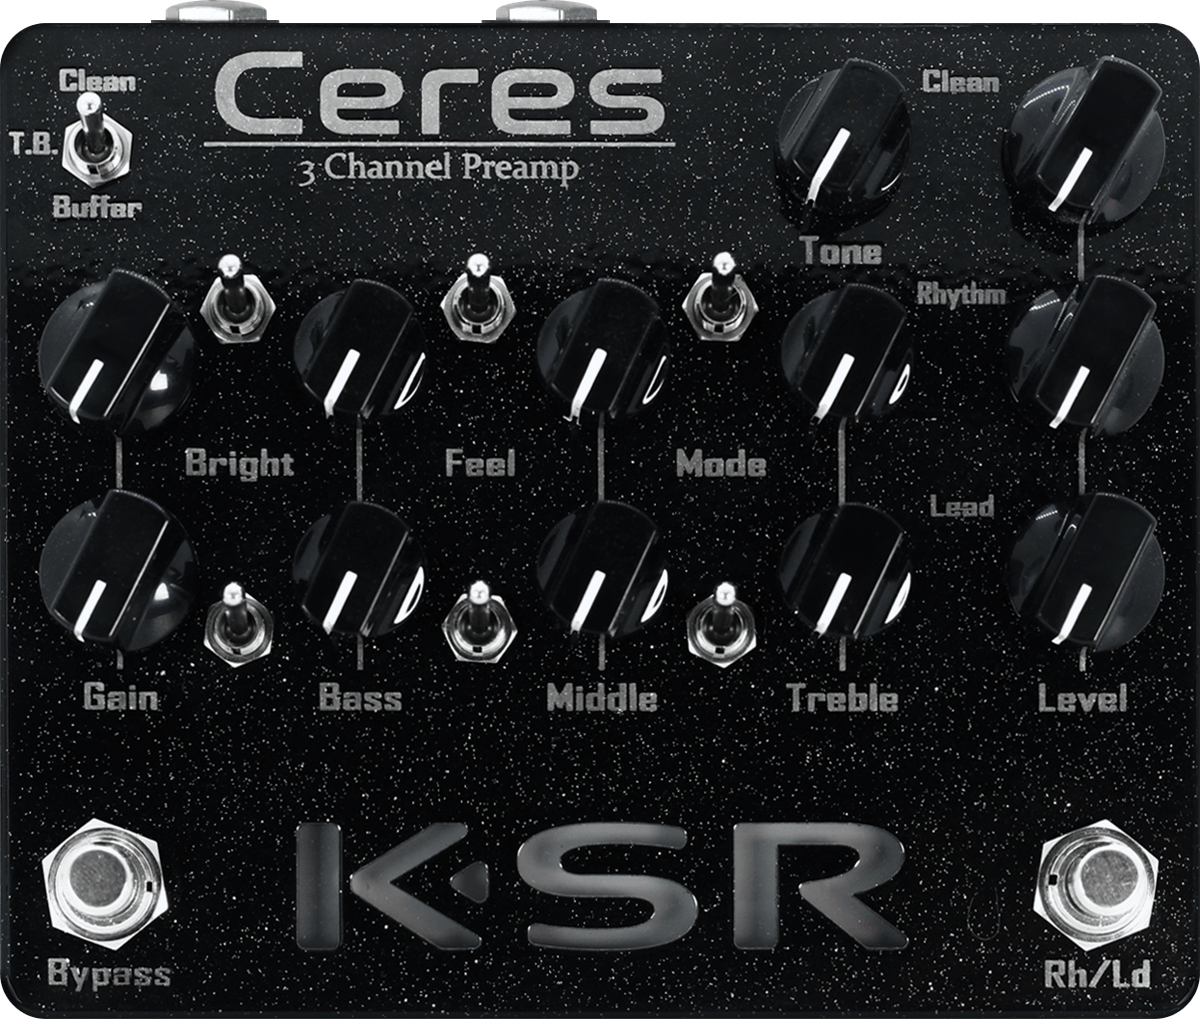 Clean
Ceres
Clean
T.B.
3 Channel Preamp
Buffer
Tone
Rhythm
Bright
Feel
Mode
Lead
Gain
Bass
Middle
Treble
Level
K·SR
Bypass
Rh/Ld